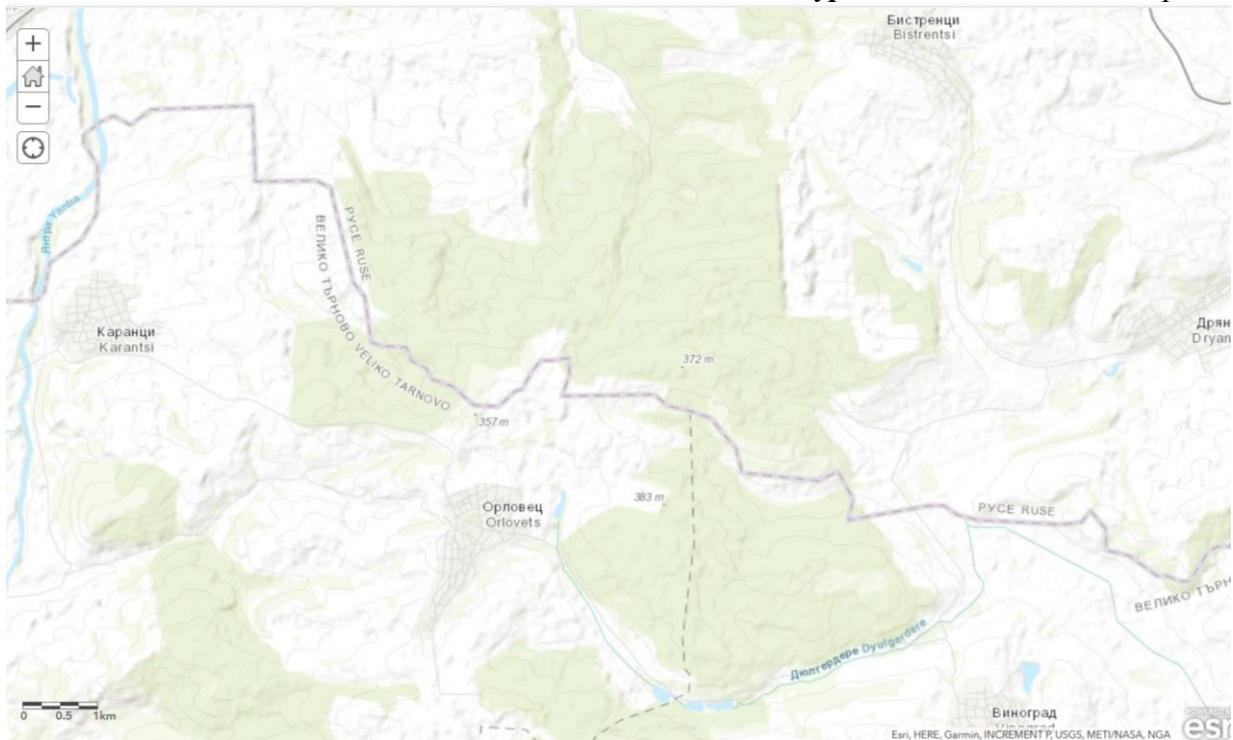 Бистренци
Bistrentsi
+
−
Янтра Yantra
РУСЕ RUSE
ВЕЛИКО ТЪРНОВО VELIKO TARNOVO
Каранци
Karantsi
Дрян
Dryan
372 m
357 m
383 m
Орловец
Orlovets
РУСЕ RUSE
ВЕЛИКО ТЪРН
Дюлгердере Dyulgerdere
0 0.5 1km
Виноград
Esri, HERE, Garmin, INCREMENT P, USGS, METI/NASA, NGA
esr